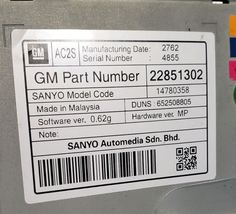 GM AC2S Manufacturing Date: 2762
Serial Number : 4855
GM Part Number 22851302
SANYO Model Code 14780358
Made in Malaysia DUNS : 652508805
Software ver. 0.62g Hardware ver. MP
Note:
SANYO Automedia Sdn. Bhd.